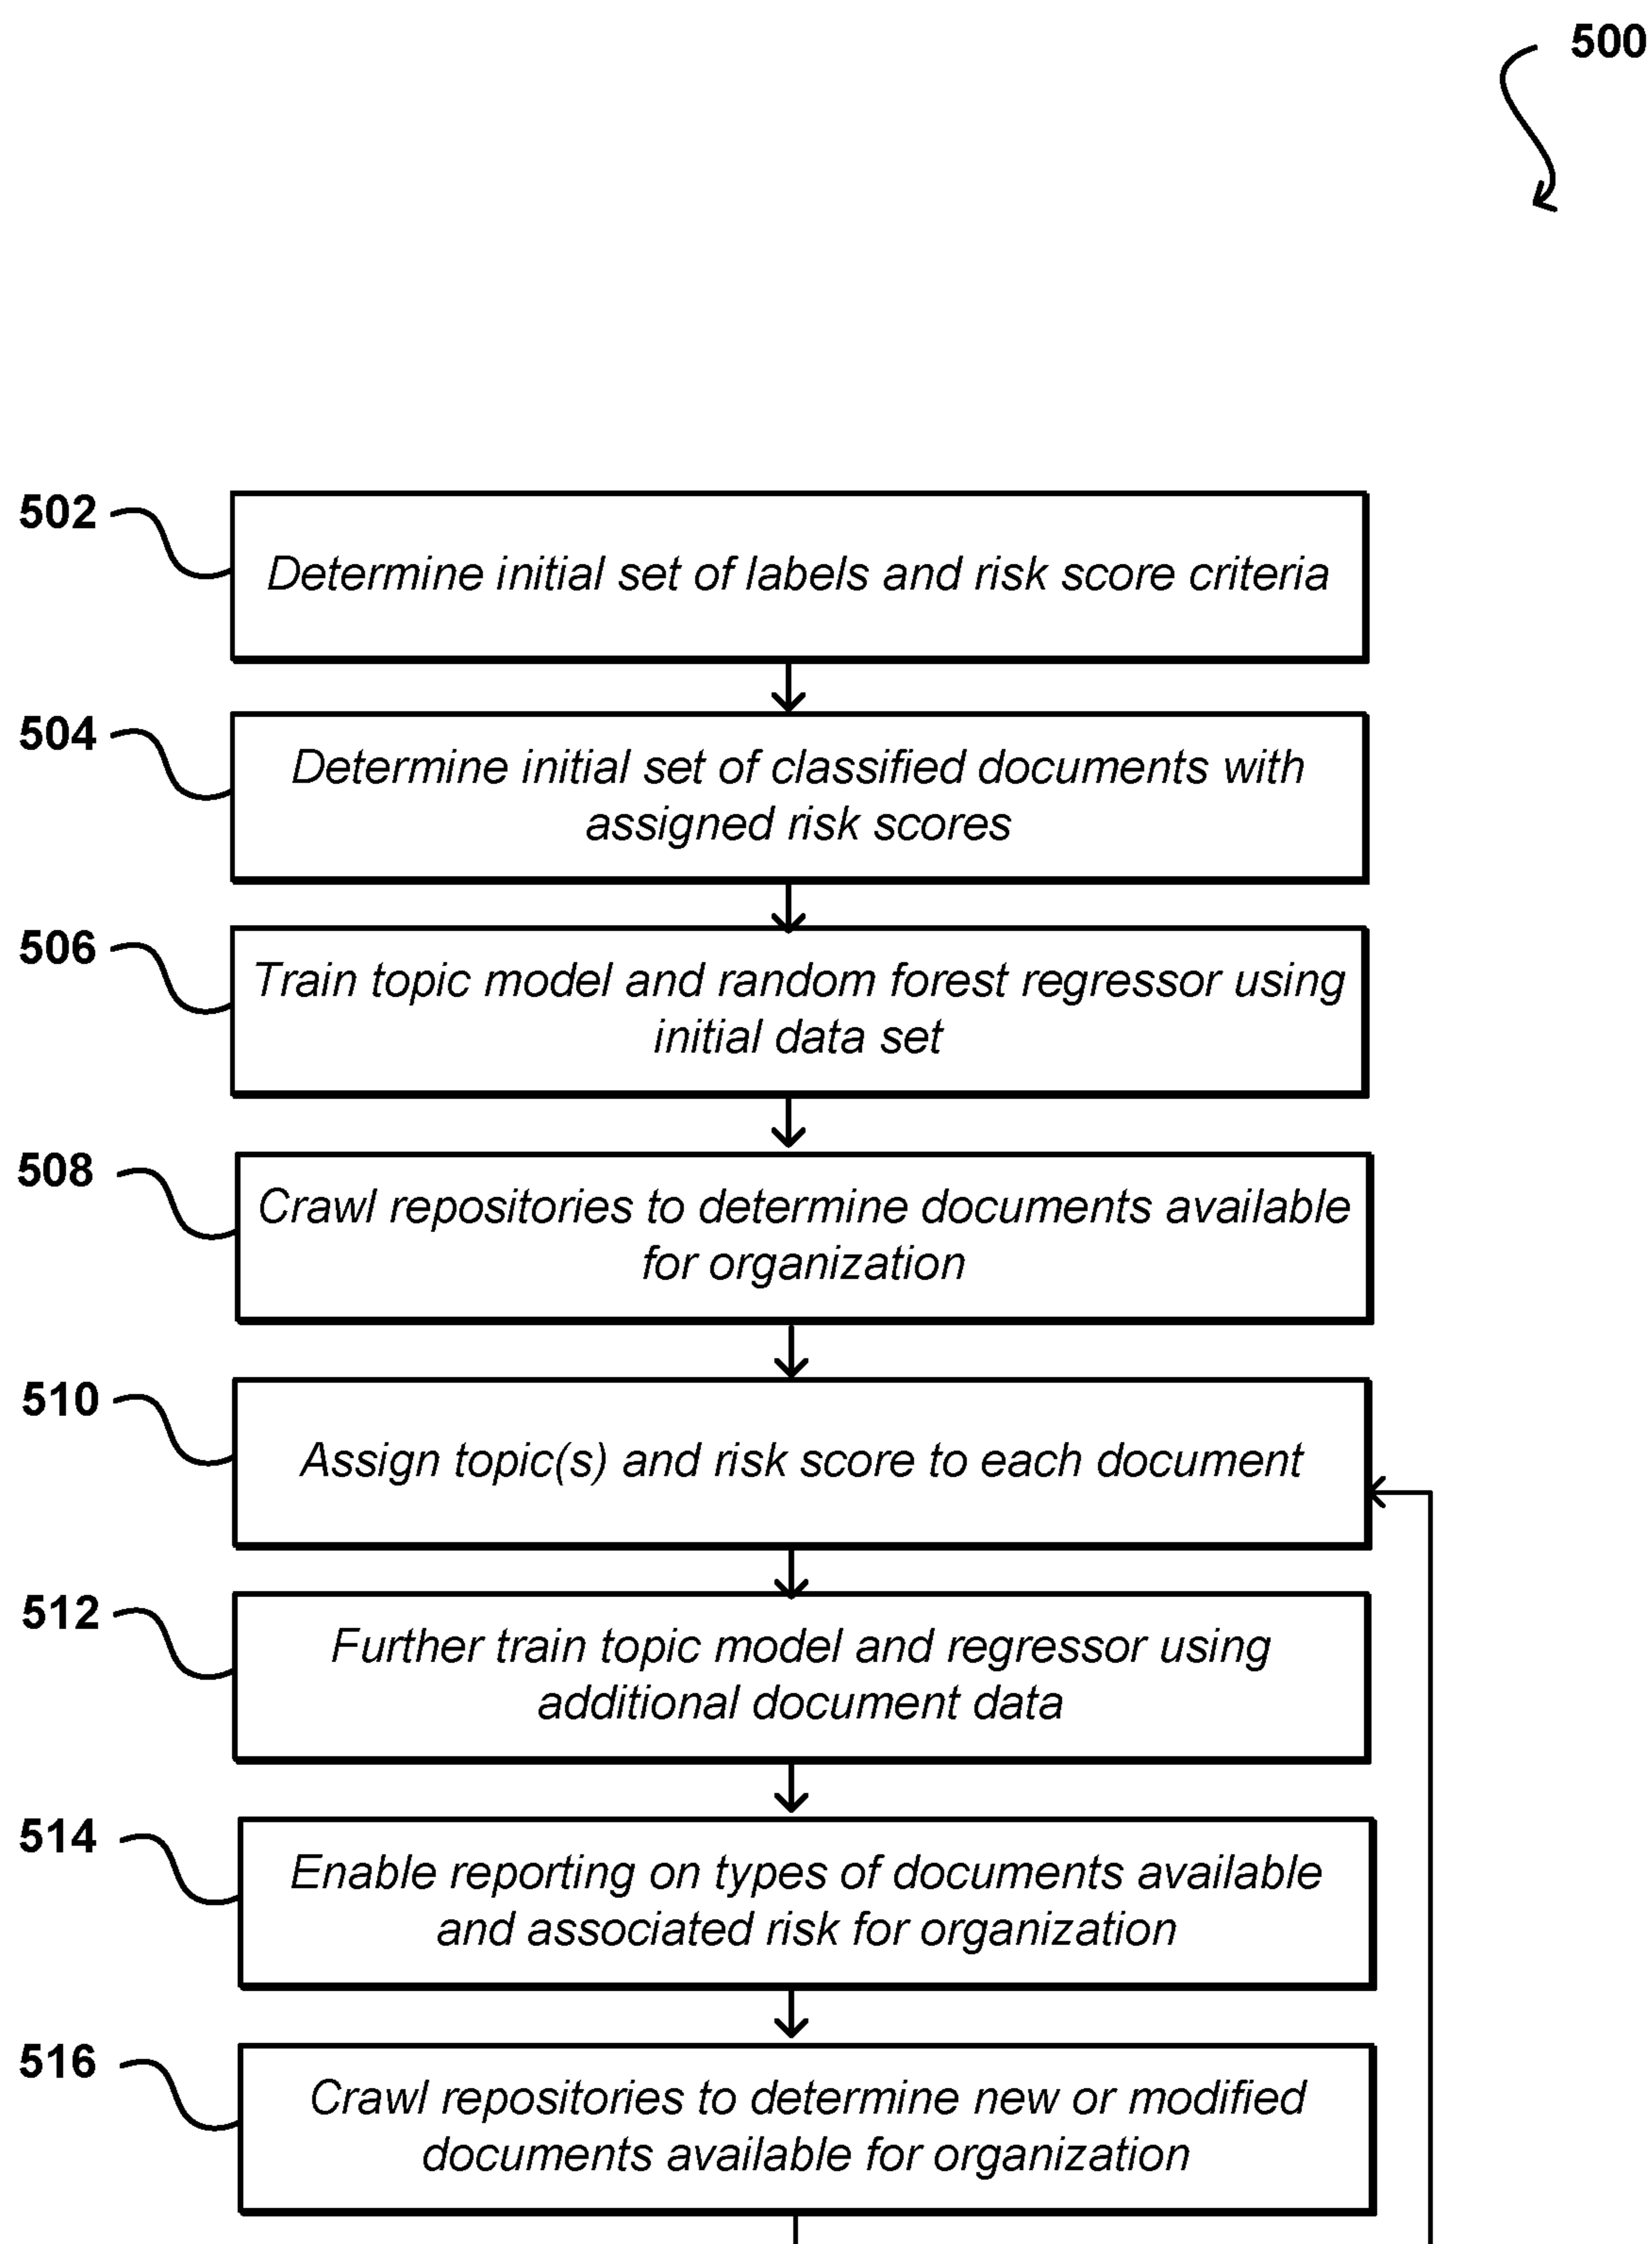 500
502
Determine initial set of labels and risk score criteria
504
Determine initial set of classified documents with
assigned risk scores
506
Train topic model and random forest regressor using
initial data set
508
Crawl repositories to determine documents available
for organization
510
Assign topic(s) and risk score to each document
512
Further train topic model and regressor using
additional document data
514
Enable reporting on types of documents available
and associated risk for organization
516
Crawl repositories to determine new or modified
documents available for organization